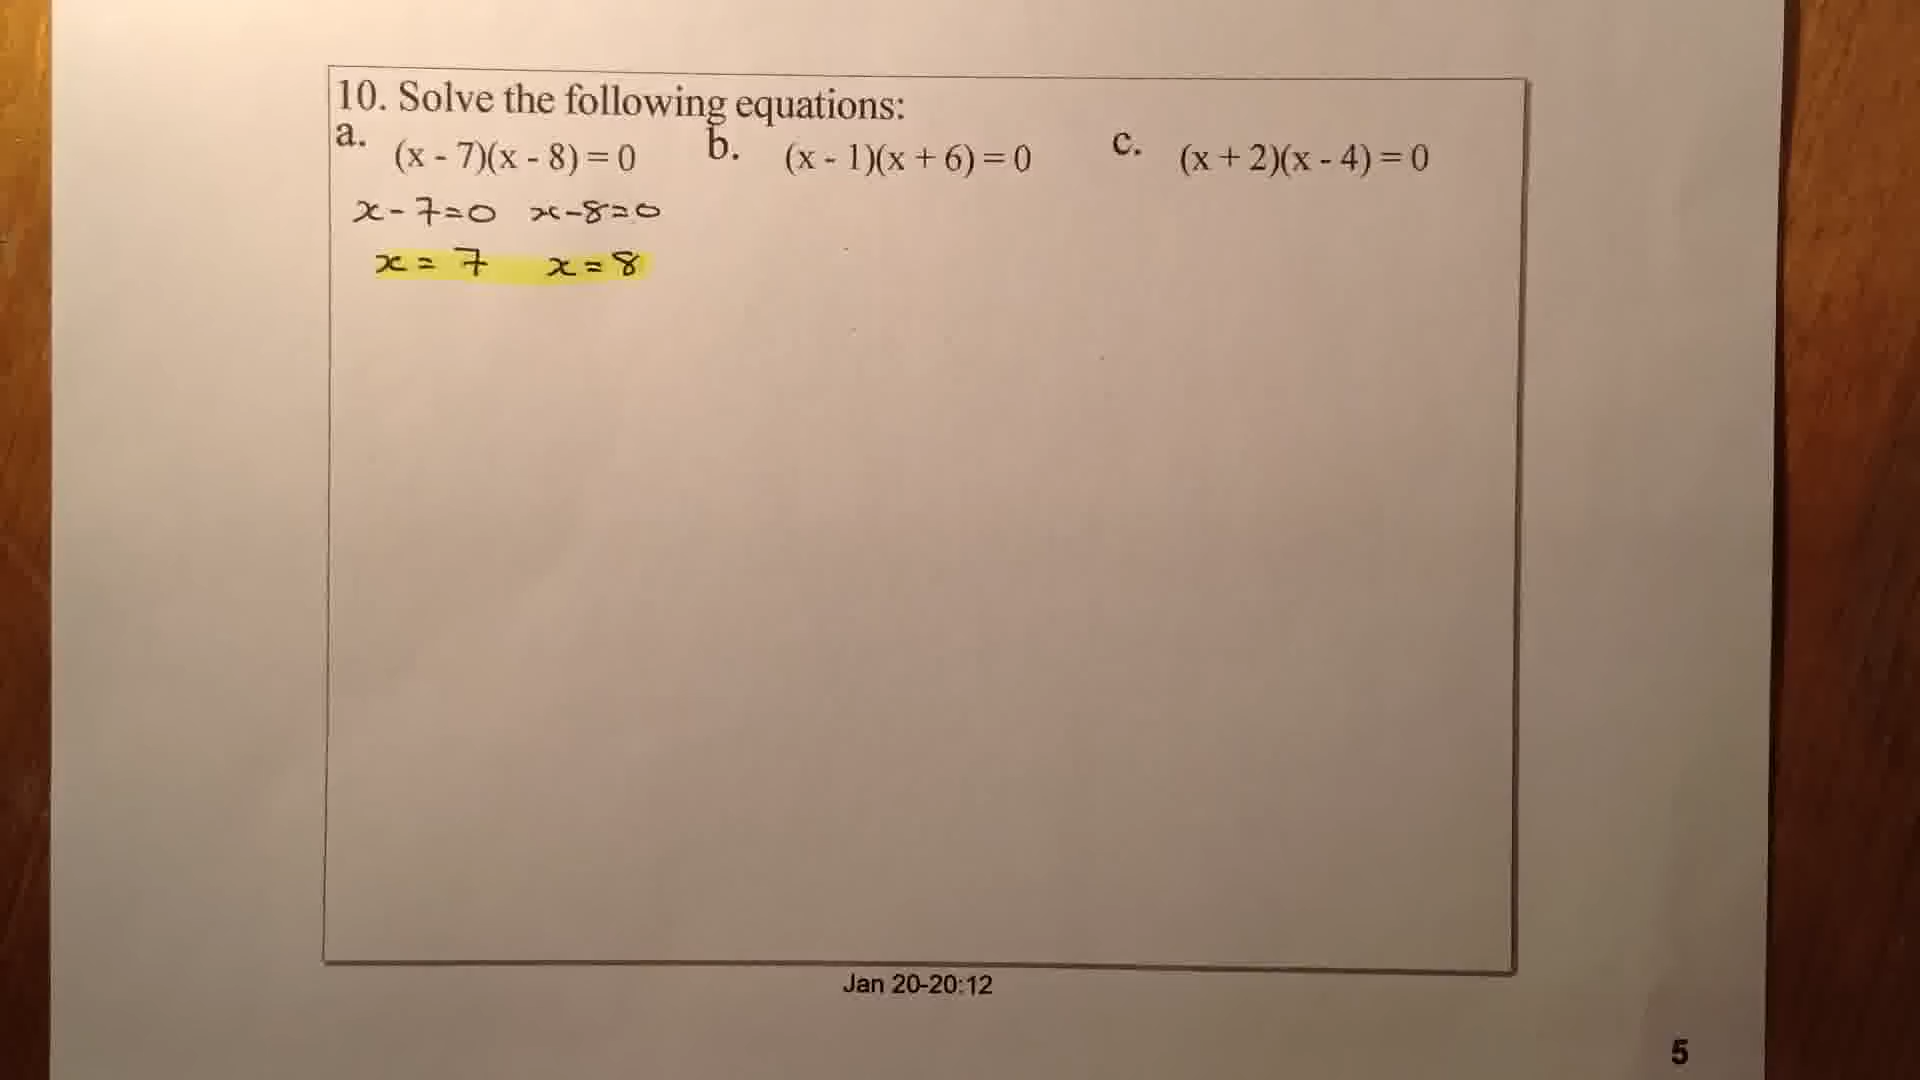 10. Solve the following equations:
a. (x - 7)(x - 8) = 0 b. (x - 1)(x + 6) = 0 c. (x + 2)(x - 4) = 0
x - 7 = 0 x - 8 = 0
x = 7 x = 8
Jan 20-20:12
5